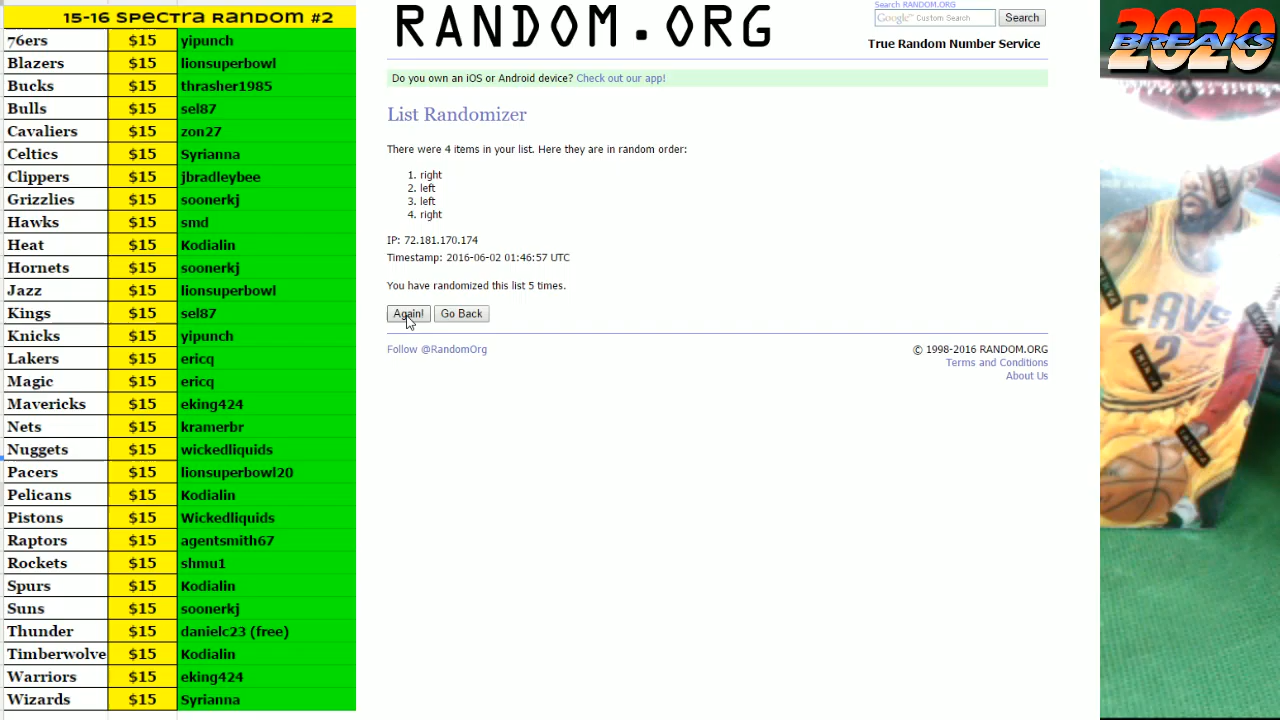 15-16 Spectra Random #2
76ers $15 yipunch
Blazers $15 lionsuperbowl
Bucks $15 thrasher1985
Bulls $15 sel87
Cavaliers $15 zon27
Celtics $15 Syrianna
Clippers $15 jbradleybee
Grizzlies $15 soonerkj
Hawks $15 smd
Heat $15 Kodialin
Hornets $15 soonerkj
Jazz $15 lionsuperbowl
Kings $15 sel87
Knicks $15 yipunch
Lakers $15 ericq
Magic $15 ericq
Mavericks $15 eking424
Nets $15 kramerbr
Nuggets $15 wickedliquids
Pacers $15 lionsuperbowl20
Pelicans $15 Kodialin
Pistons $15 Wickedliquids
Raptors $15 agentsmith67
Rockets $15 shmu1
Spurs $15 Kodialin
Suns $15 soonerkj
Thunder $15 danielc23 (free)
Timberwolve $15 Kodialin
Warriors $15 eking424
Wizards $15 Syrianna
RANDOM.ORG
Search RANDOM.ORG
Google™ Custom Search Search
True Random Number Service
Do you own an iOS or Android device? Check out our app!
List Randomizer
There were 4 items in your list. Here they are in random order:
1. right
2. left
3. left
4. right
IP: 72.181.170.174
Timestamp: 2016-06-02 01:46:57 UTC
You have randomized this list 5 times.
Again! Go Back
Follow @RandomOrg
© 1998-2016 RANDOM.ORG
Terms and Conditions
About Us
2020
BREAKS
CAVS
2
PANINI
PANINI
PANINI